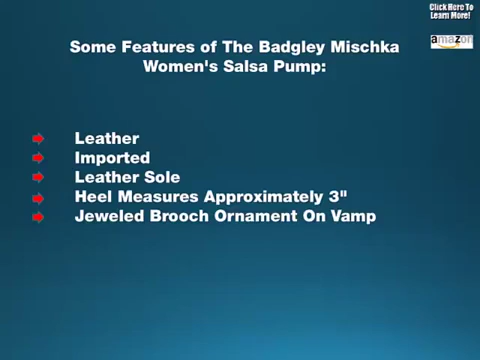 Click Here To
Learn More!
amazon
Some Features of The Badgley Mischka
Women's Salsa Pump:
Leather
Imported
Leather Sole
Heel Measures Approximately 3"
Jeweled Brooch Ornament On Vamp